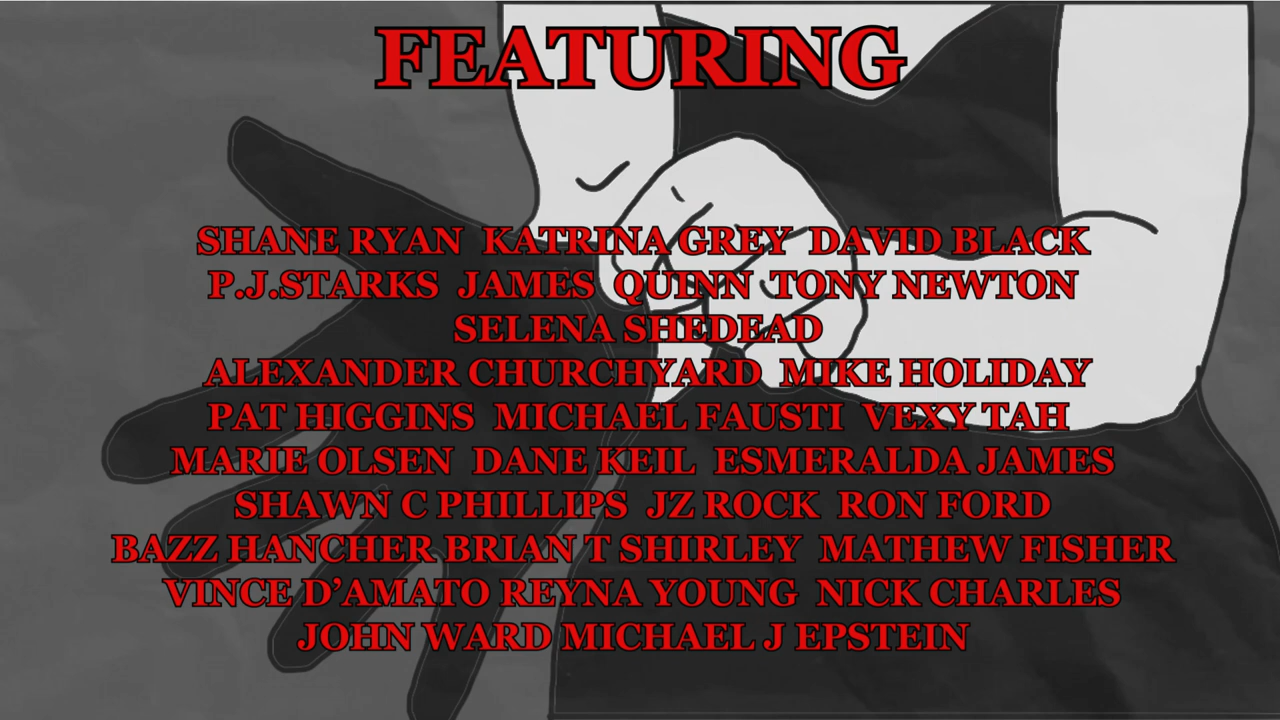 FEATURING
SHANE RYAN KATRINA GREY DAVID BLACK
P.J.STARKS JAMES QUINN TONY NEWTON
SELENA SHEDEAD
ALEXANDER CHURCHYARD MIKE HOLIDAY
PAT HIGGINS MICHAEL FAUSTI VEXY TAH
MARIE OLSEN DANE KEIL ESMERALDA JAMES
SHAWN C PHILLIPS JZ ROCK RON FORD
BAZZ HANCHER BRIAN T SHIRLEY MATHEW FISHER
VINCE D’AMATO REYNA YOUNG NICK CHARLES
JOHN WARD MICHAEL J EPSTEIN